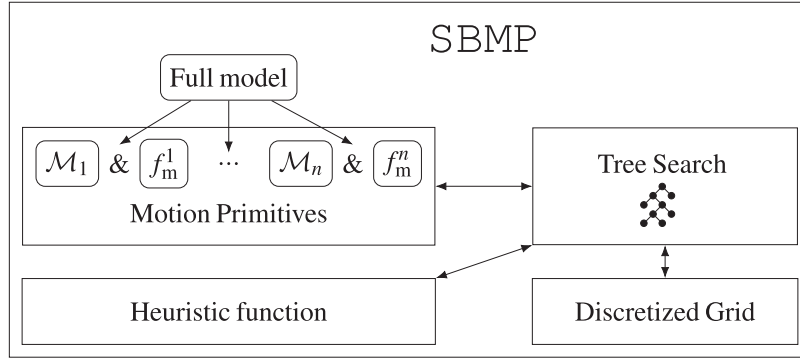 SBMP
Full model
ℳ₁ & f¹ₘ ... ℳₙ & fⁿₘ
Motion Primitives
Tree Search
Heuristic function
Discretized Grid